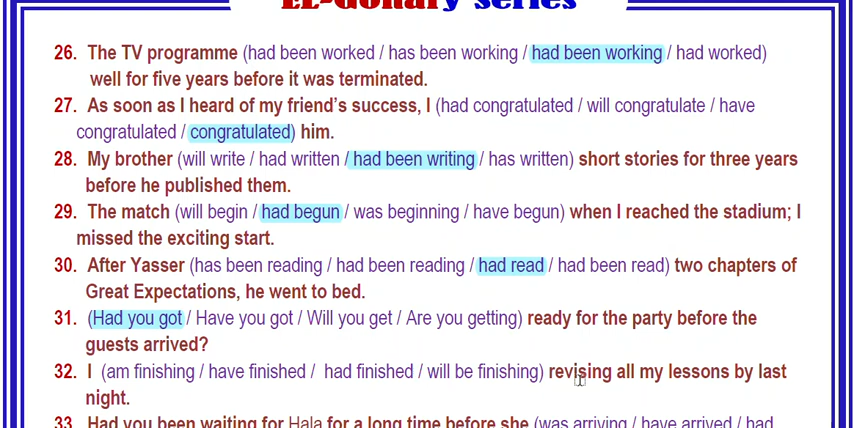 EL-Gohary series
26. The TV programme (had been worked / has been working / had been working / had worked)
well for five years before it was terminated.
27. As soon as I heard of my friend’s success, I (had congratulated / will congratulate / have
congratulated / congratulated) him.
28. My brother (will write / had written / had been writing / has written) short stories for three years
before he published them.
29. The match (will begin / had begun / was beginning / have begun) when I reached the stadium; I
missed the exciting start.
30. After Yasser (has been reading / had been reading / had read / had been read) two chapters of
Great Expectations, he went to bed.
31. (Had you got / Have you got / Will you get / Are you getting) ready for the party before the
guests arrived?
32. I (am finishing / have finished / had finished / will be finishing) revising all my lessons by last
night.
33. Had you been waiting for Hala for a long time before she (was arriving / have arrived / had